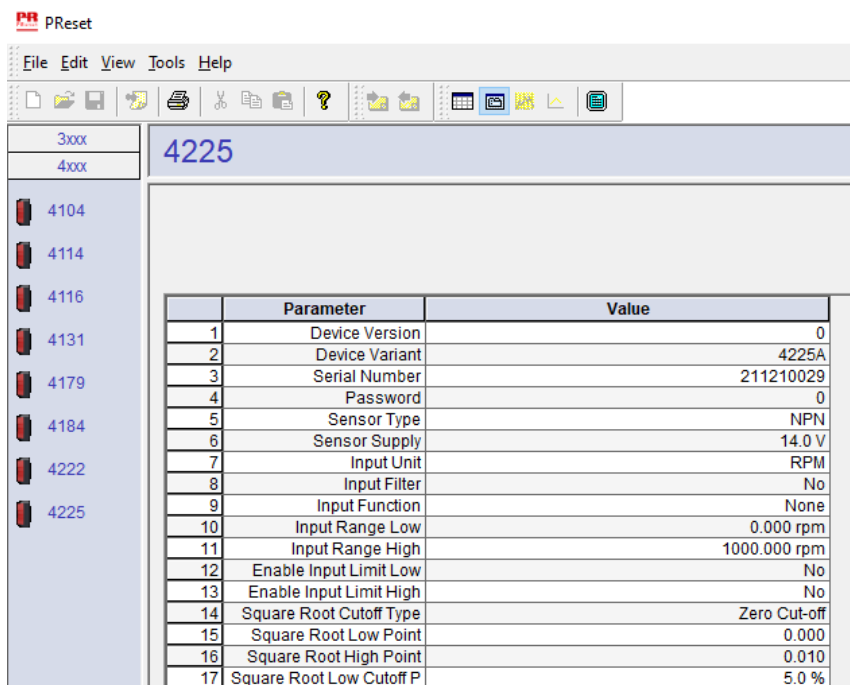 PR PReset
File Edit View Tools Help
3xxx
4xxx
4225
4104
4114
4116
4131
4179
4184
4222
4225
Parameter Value
1 Device Version 0
2 Device Variant 4225A
3 Serial Number 211210029
4 Password 0
5 Sensor Type NPN
6 Sensor Supply 14.0 V
7 Input Unit RPM
8 Input Filter No
9 Input Function None
10 Input Range Low 0.000 rpm
11 Input Range High 1000.000 rpm
12 Enable Input Limit Low No
13 Enable Input Limit High No
14 Square Root Cutoff Type Zero Cut-off
15 Square Root Low Point 0.000
16 Square Root High Point 0.010
17 Square Root Low Cutoff P 5.0 %